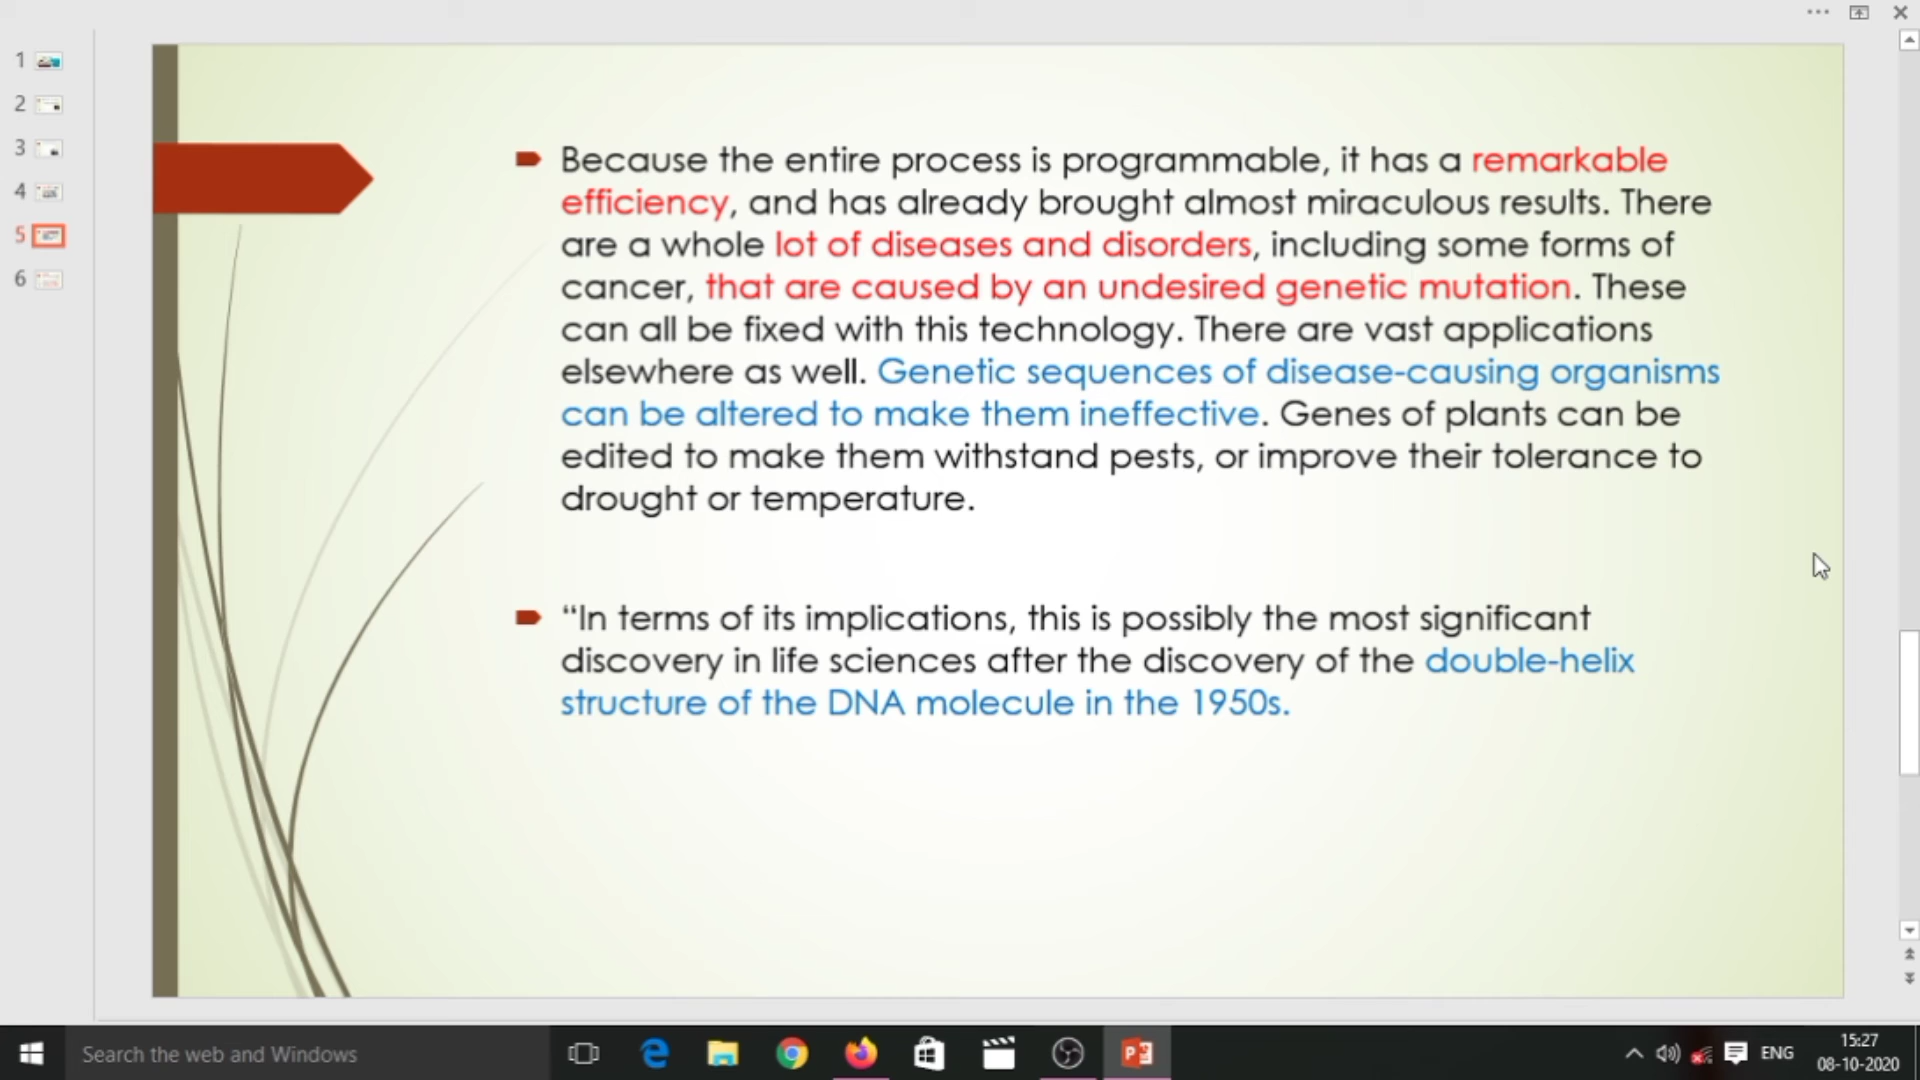 1
2
3
4
5
6
Because the entire process is programmable, it has a remarkable
efficiency, and has already brought almost miraculous results. There
are a whole lot of diseases and disorders, including some forms of
cancer, that are caused by an undesired genetic mutation. These
can all be fixed with this technology. There are vast applications
elsewhere as well. Genetic sequences of disease-causing organisms
can be altered to make them ineffective. Genes of plants can be
edited to make them withstand pests, or improve their tolerance to
drought or temperature.
“In terms of its implications, this is possibly the most significant
discovery in life sciences after the discovery of the double-helix
structure of the DNA molecule in the 1950s.
Search the web and Windows
ENG
15:27
08-10-2020